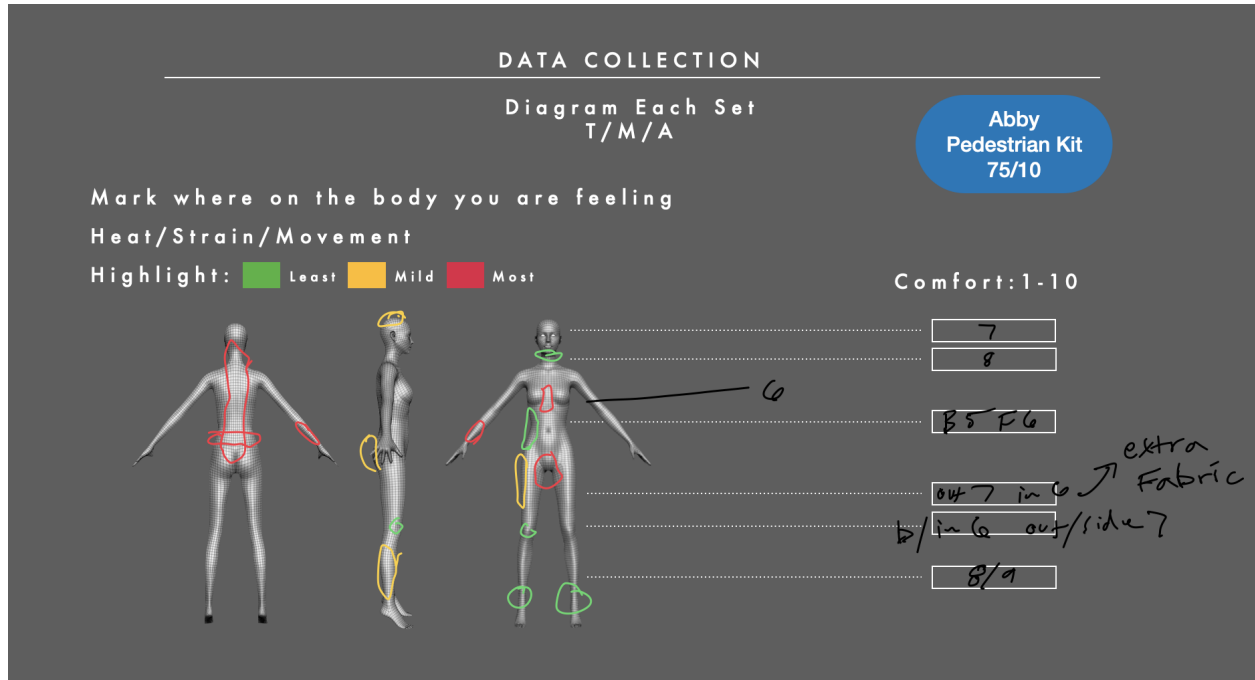 DATA COLLECTION
Diagram Each Set
T/M/A
Abby
Pedestrian Kit
75/10
Mark where on the body you are feeling
Heat/Strain/Movement
Highlight: Least Mild Most
Comfort:1-10
7
8
6
B 5 F 6
extra
Fabric
out 7 in 6
b/in 6 out/side 7
8/9